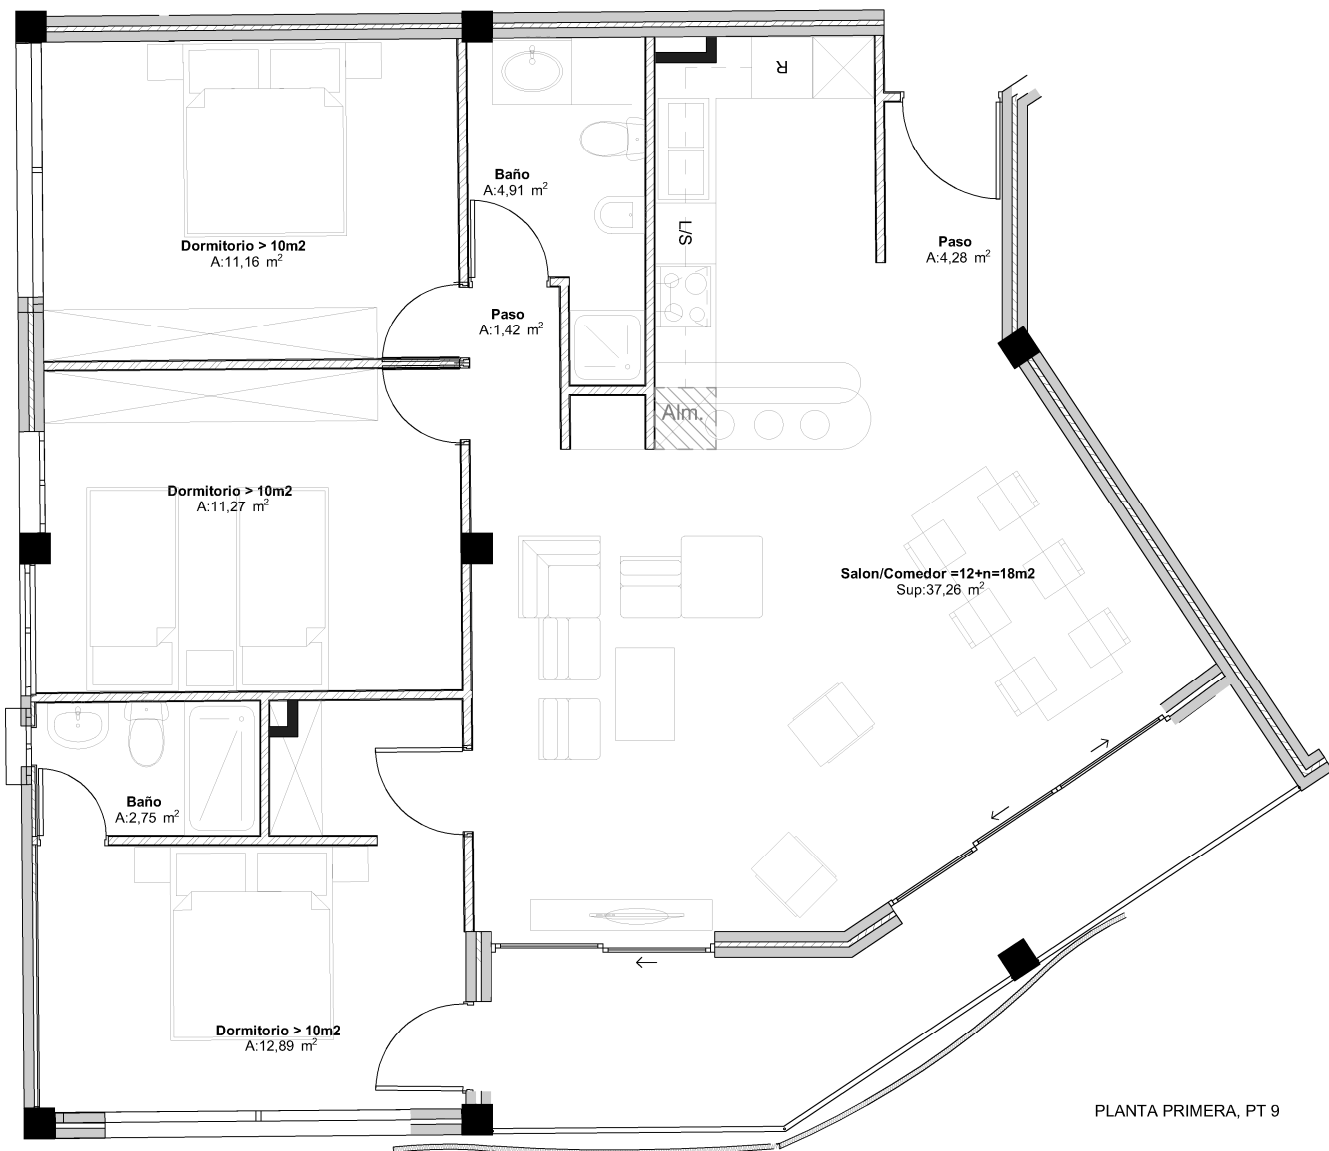 R
Baño
A:4,91 m²
L/S
Paso
A:4,28 m²
Dormitorio > 10m2
A:11,16 m²
Paso
A:1,42 m²
Alm.
Dormitorio > 10m2
A:11,27 m²
Salon/Comedor =12+n=18m2
Sup:37,26 m²
Baño
A:2,75 m²
Dormitorio > 10m2
A:12,89 m²
PLANTA PRIMERA, PT 9